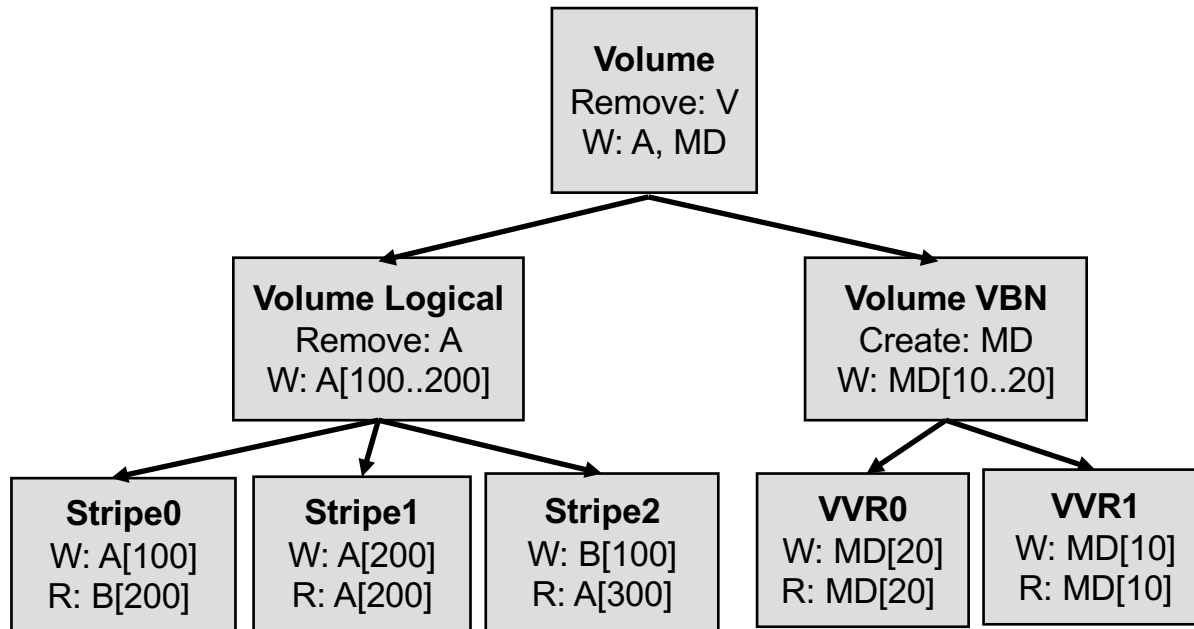 Volume
Remove: V
W: A, MD
Volume Logical
Remove: A
W: A[100..200]
Volume VBN
Create: MD
W: MD[10..20]
Stripe0
W: A[100]
R: B[200]
Stripe1
W: A[200]
R: A[200]
Stripe2
W: B[100]
R: A[300]
VVR0
W: MD[20]
R: MD[20]
VVR1
W: MD[10]
R: MD[10]